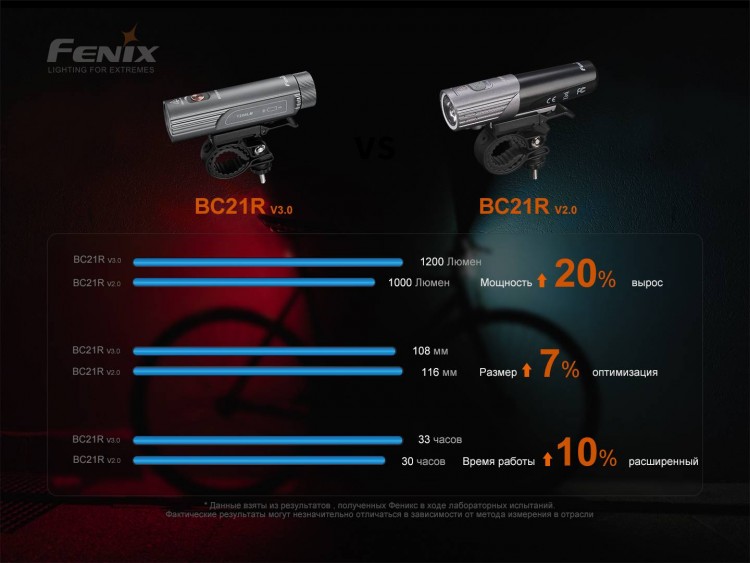 FENIX
LIGHTING FOR EXTREMES
VS
BC21R V3.0
BC21R V2.0
BC21R V3.0
1200 Люмен
BC21R V2.0
1000 Люмен
Мощность 20% вырос
BC21R V3.0
108 мм
BC21R V2.0
116 мм
Размер 7% оптимизация
BC21R V3.0
33 часов
BC21R V2.0
30 часов
Время работы 10% расширенный
* Данные взяты из результатов , полученных Феникс в ходе лабораторных испытаний.
Фактические результаты могут незначительно отличаться в зависимости от метода измерения в отрасли